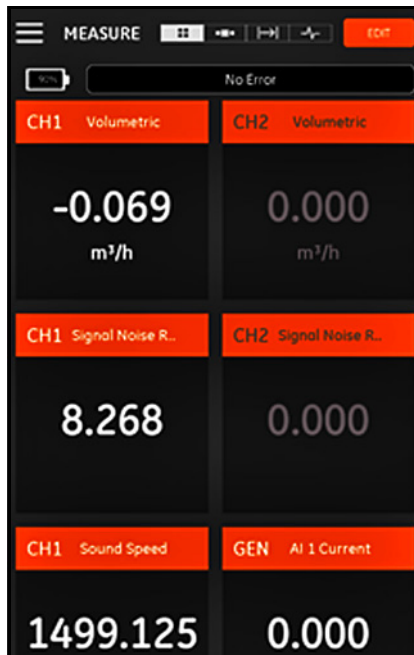 MEASURE EDIT
90% No Error
CH1 Volumetric CH2 Volumetric
-0.069 0.000
m³/h m³/h
CH1 Signal Noise R.. CH2 Signal Noise R..
8.268 0.000
CH1 Sound Speed GEN AI 1 Current
1499.125 0.000